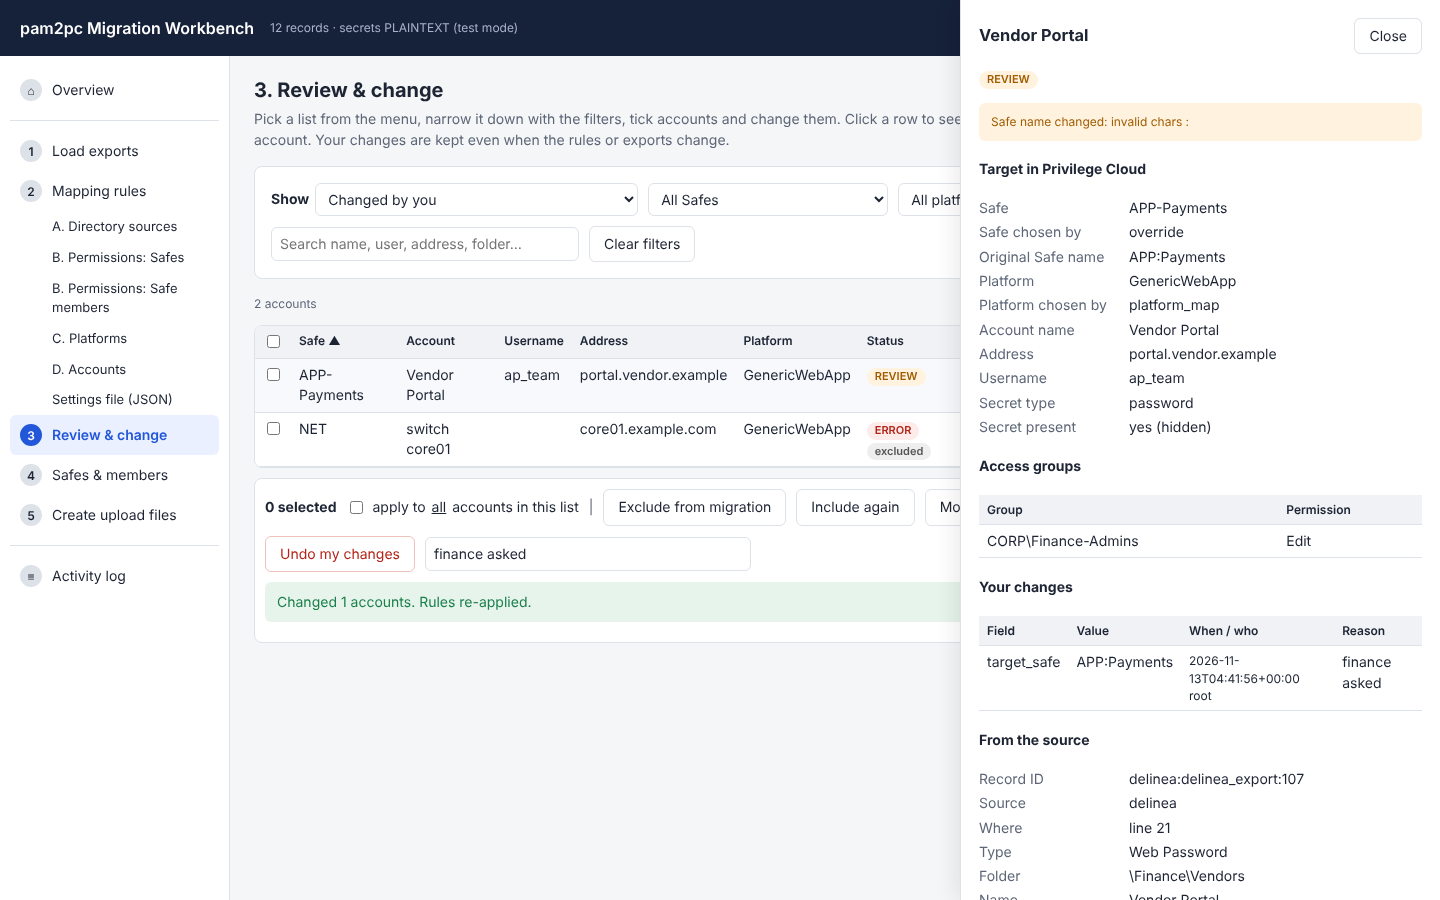 pam2pc Migration Workbench
12 records · secrets PLAINTEXT (test mode)
Overview
1 Load exports
2 Mapping rules
A. Directory sources
B. Permissions: Safes
B. Permissions: Safe
members
C. Platforms
D. Accounts
Settings file (JSON)
3 Review & change
4 Safes & members
5 Create upload files
Activity log
3. Review & change
Pick a list from the menu, narrow it down with the filters, tick accounts and change them. Click a row to see
account. Your changes are kept even when the rules or exports change.
Show Changed by you All Safes All platf
Search name, user, address, folder... Clear filters
2 accounts
Safe ▲ Account Username Address Platform Status
APP- Vendor ap_team portal.vendor.example GenericWebApp REVIEW
Payments Portal
NET switch core01.example.com GenericWebApp ERROR
core01 excluded
0 selected apply to all accounts in this list | Exclude from migration Include again Mo
Undo my changes finance asked
Changed 1 accounts. Rules re-applied.
Vendor Portal Close
REVIEW
Safe name changed: invalid chars :
Target in Privilege Cloud
Safe APP-Payments
Safe chosen by override
Original Safe name APP:Payments
Platform GenericWebApp
Platform chosen by platform_map
Account name Vendor Portal
Address portal.vendor.example
Username ap_team
Secret type password
Secret present yes (hidden)
Access groups
Group Permission
CORP\Finance-Admins Edit
Your changes
Field Value When / who Reason
target_safe APP:Payments 2026-11- finance
13T04:41:56+00:00 asked
root
From the source
Record ID delinea:delinea_export:107
Source delinea
Where line 21
Type Web Password
Folder \Finance\Vendors
Name Vendor Portal